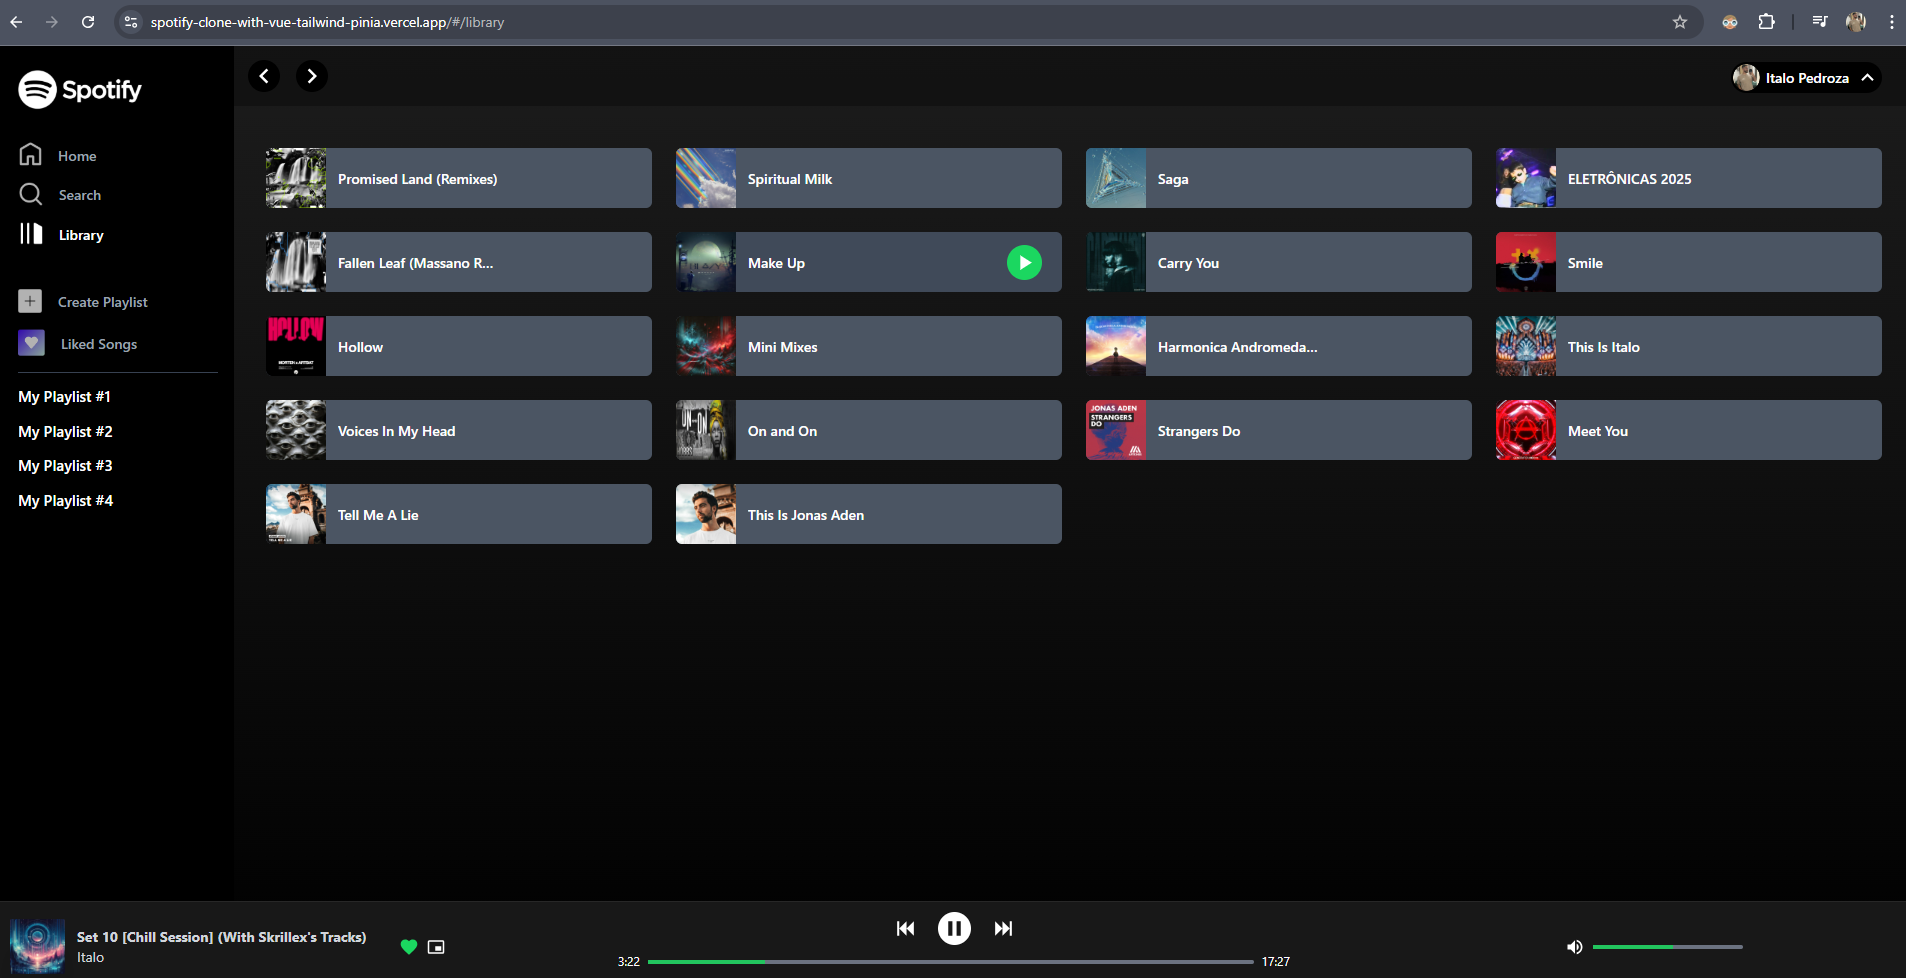 spotify-clone-with-vue-tailwind-pinia.vercel.app/#/library
Spotify
Italo Pedroza
Home
Search
Library
Create Playlist
Liked Songs
My Playlist #1
My Playlist #2
My Playlist #3
My Playlist #4
Promised Land (Remixes)
Spiritual Milk
Saga
ELETRÔNICAS 2025
Fallen Leaf (Massano R...
Make Up
Carry You
Smile
HOLLOW
Hollow
Mini Mixes
Harmonica Andromeda...
This Is Italo
Voices In My Head
On and On
JONAS ADEN
STRANGERS
DO
Strangers Do
Meet You
TELL ME A LIE
Tell Me A Lie
This Is Jonas Aden
Set 10 [Chill Session] (With Skrillex's Tracks)
Italo
3:22
17:27